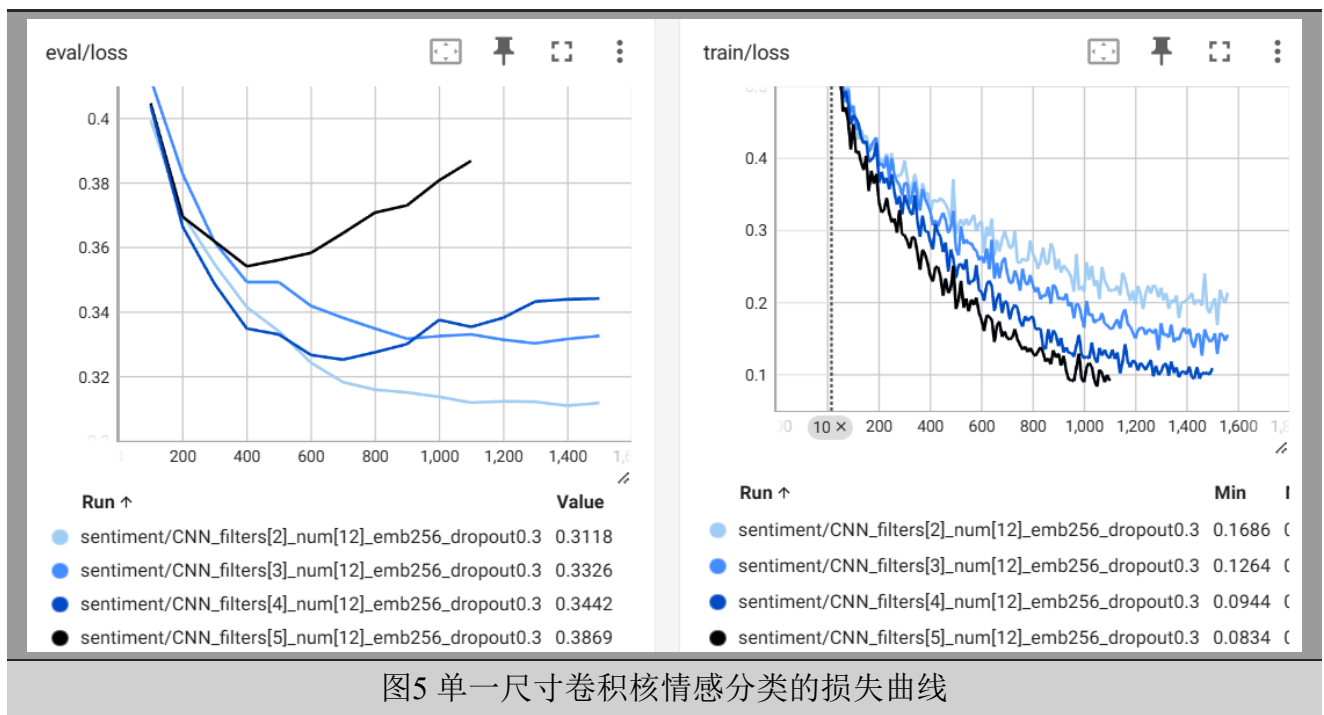 eval/loss
0.4
0.38
0.36
0.34
0.32
200 400 600 800 1,000 1,200 1,400
Run ↑ Value
sentiment/CNN_filters[2]_num[12]_emb256_dropout0.3 0.3118
sentiment/CNN_filters[3]_num[12]_emb256_dropout0.3 0.3326
sentiment/CNN_filters[4]_num[12]_emb256_dropout0.3 0.3442
sentiment/CNN_filters[5]_num[12]_emb256_dropout0.3 0.3869
train/loss
0.4
0.3
0.2
0.1
10 × 200 400 600 800 1,000 1,200 1,400 1,600
Run ↑ Min
sentiment/CNN_filters[2]_num[12]_emb256_dropout0.3 0.1686
sentiment/CNN_filters[3]_num[12]_emb256_dropout0.3 0.1264
sentiment/CNN_filters[4]_num[12]_emb256_dropout0.3 0.0944
sentiment/CNN_filters[5]_num[12]_emb256_dropout0.3 0.0834
图5 单一尺寸卷积核情感分类的损失曲线